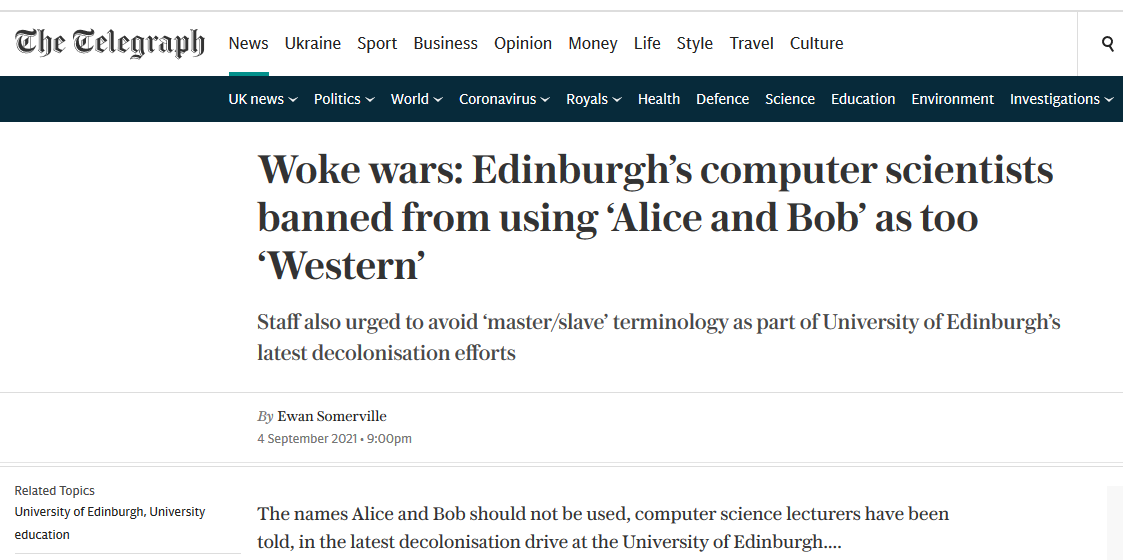 The Telegraph
News Ukraine Sport Business Opinion Money Life Style Travel Culture
UK news Politics World Coronavirus Royals Health Defence Science Education Environment Investigations
Woke wars: Edinburgh’s computer scientists
banned from using ‘Alice and Bob’ as too
‘Western’
Staff also urged to avoid ‘master/slave’ terminology as part of University of Edinburgh’s
latest decolonisation efforts
By Ewan Somerville
4 September 2021 • 9:00pm
Related Topics
University of Edinburgh, University
education
The names Alice and Bob should not be used, computer science lecturers have been
told, in the latest decolonisation drive at the University of Edinburgh....